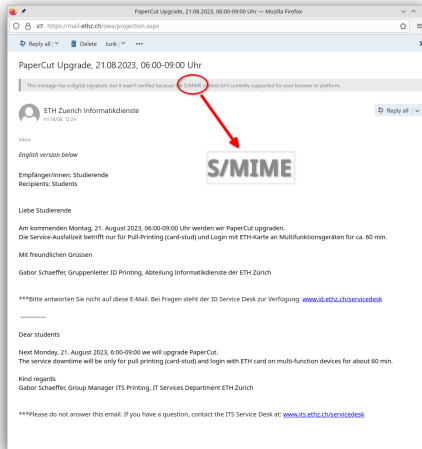 PaperCut Upgrade, 21.08.2023, 06:00-09:00 Uhr — Mozilla Firefox
https://mail.ethz.ch/owa/projection.aspx
Reply all | Delete Junk | •••
PaperCut Upgrade, 21.08.2023, 06:00-09:00 Uhr
This message has a digital signature, but it wasn't verified because the S/MIME control isn't currently supported for your browser or platform.
ETH Zuerich Informatikdienste
Fri 18/08, 12:24
Reply all |
Inbox
English version below
S/MIME
Empfänger/innen: Studierende
Recipients: Students
Liebe Studierende
Am kommenden Montag, 21. August 2023, 06:00-09:00 Uhr werden wir PaperCut upgraden.
Die Service-Ausfallzeit betrifft nur für Pull-Printing (card-stud) und Login mit ETH-Karte an Multifunktionsgeräten für ca. 60 min.
Mit freundlichen Grüssen
Gabor Schaeffer, Gruppenleiter ID Printing, Abteilung Informatikdienste der ETH Zürich
***Bitte antworten Sie nicht auf diese E-Mail. Bei Fragen steht der ID Service Desk zur Verfügung: www.id.ethz.ch/servicedesk
-------------
Dear students
Next Monday, 21. August 2023, 6:00-09:00 we will upgrade PaperCut.
The service downtime will be only for pull printing (card-stud) and login with ETH card on multi-function devices for about 60 min.
Kind regards
Gabor Schaeffer, Group Manager ITS Printing, IT Services Department ETH Zürich
***Please do not answer this email. If you have a question, contact the ITS Service Desk at: www.its.ethz.ch/servicedesk